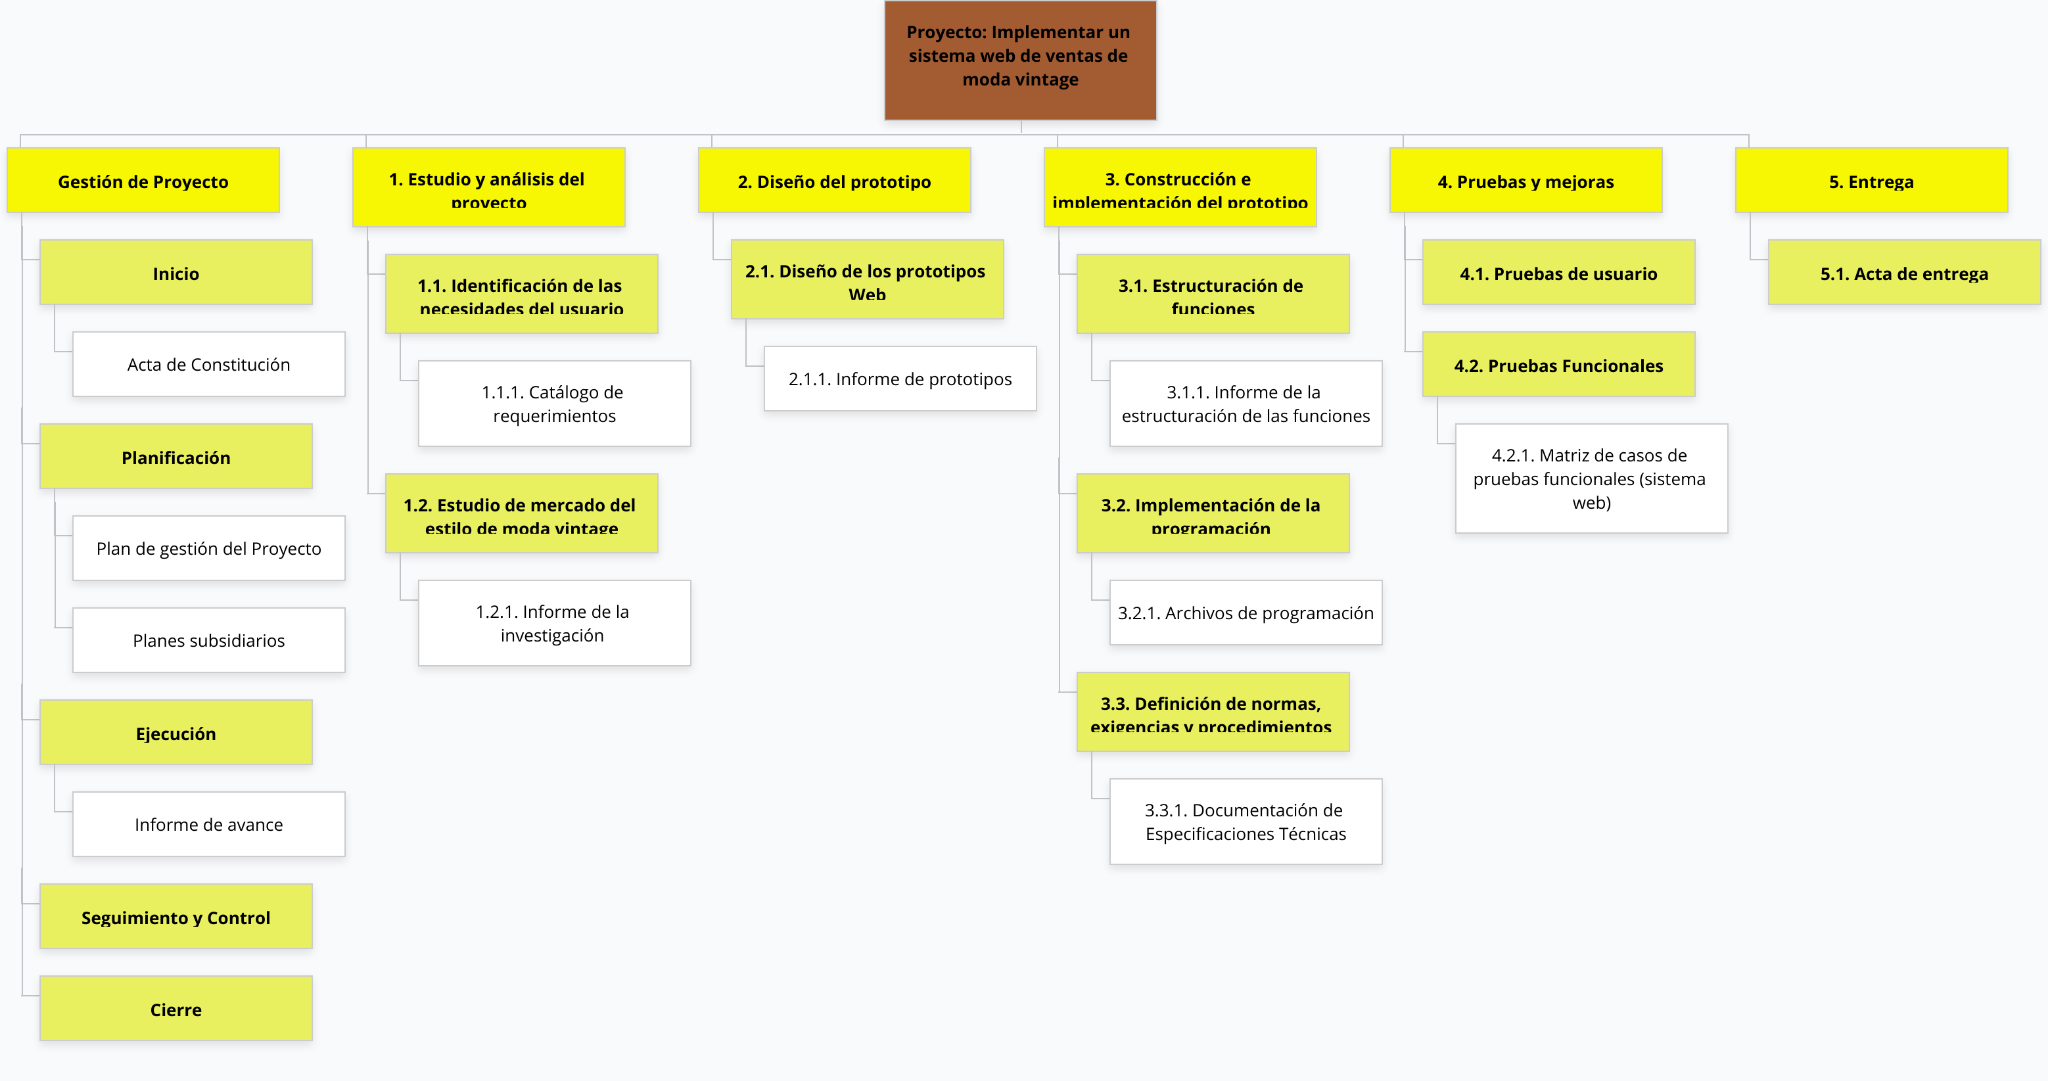 Proyecto: Implementar un
sistema web de ventas de
moda vintage
Gestión de Proyecto
Inicio
Acta de Constitución
Planificación
Plan de gestión del Proyecto
Planes subsidiarios
Ejecución
Informe de avance
Seguimiento y Control
Cierre
1. Estudio y análisis del
proyecto
1.1. Identificación de las
necesidades del usuario
1.1.1. Catálogo de
requerimientos
1.2. Estudio de mercado del
estilo de moda vintage
1.2.1. Informe de la
investigación
2. Diseño del prototipo
2.1. Diseño de los prototipos
Web
2.1.1. Informe de prototipos
3. Construcción e
implementación del prototipo
3.1. Estructuración de
funciones
3.1.1. Informe de la
estructuración de las funciones
3.2. Implementación de la
programación
3.2.1. Archivos de programación
3.3. Definición de normas,
exigencias y procedimientos
3.3.1. Documentación de
Especificaciones Técnicas
4. Pruebas y mejoras
4.1. Pruebas de usuario
4.2. Pruebas Funcionales
4.2.1. Matriz de casos de
pruebas funcionales (sistema
web)
5. Entrega
5.1. Acta de entrega